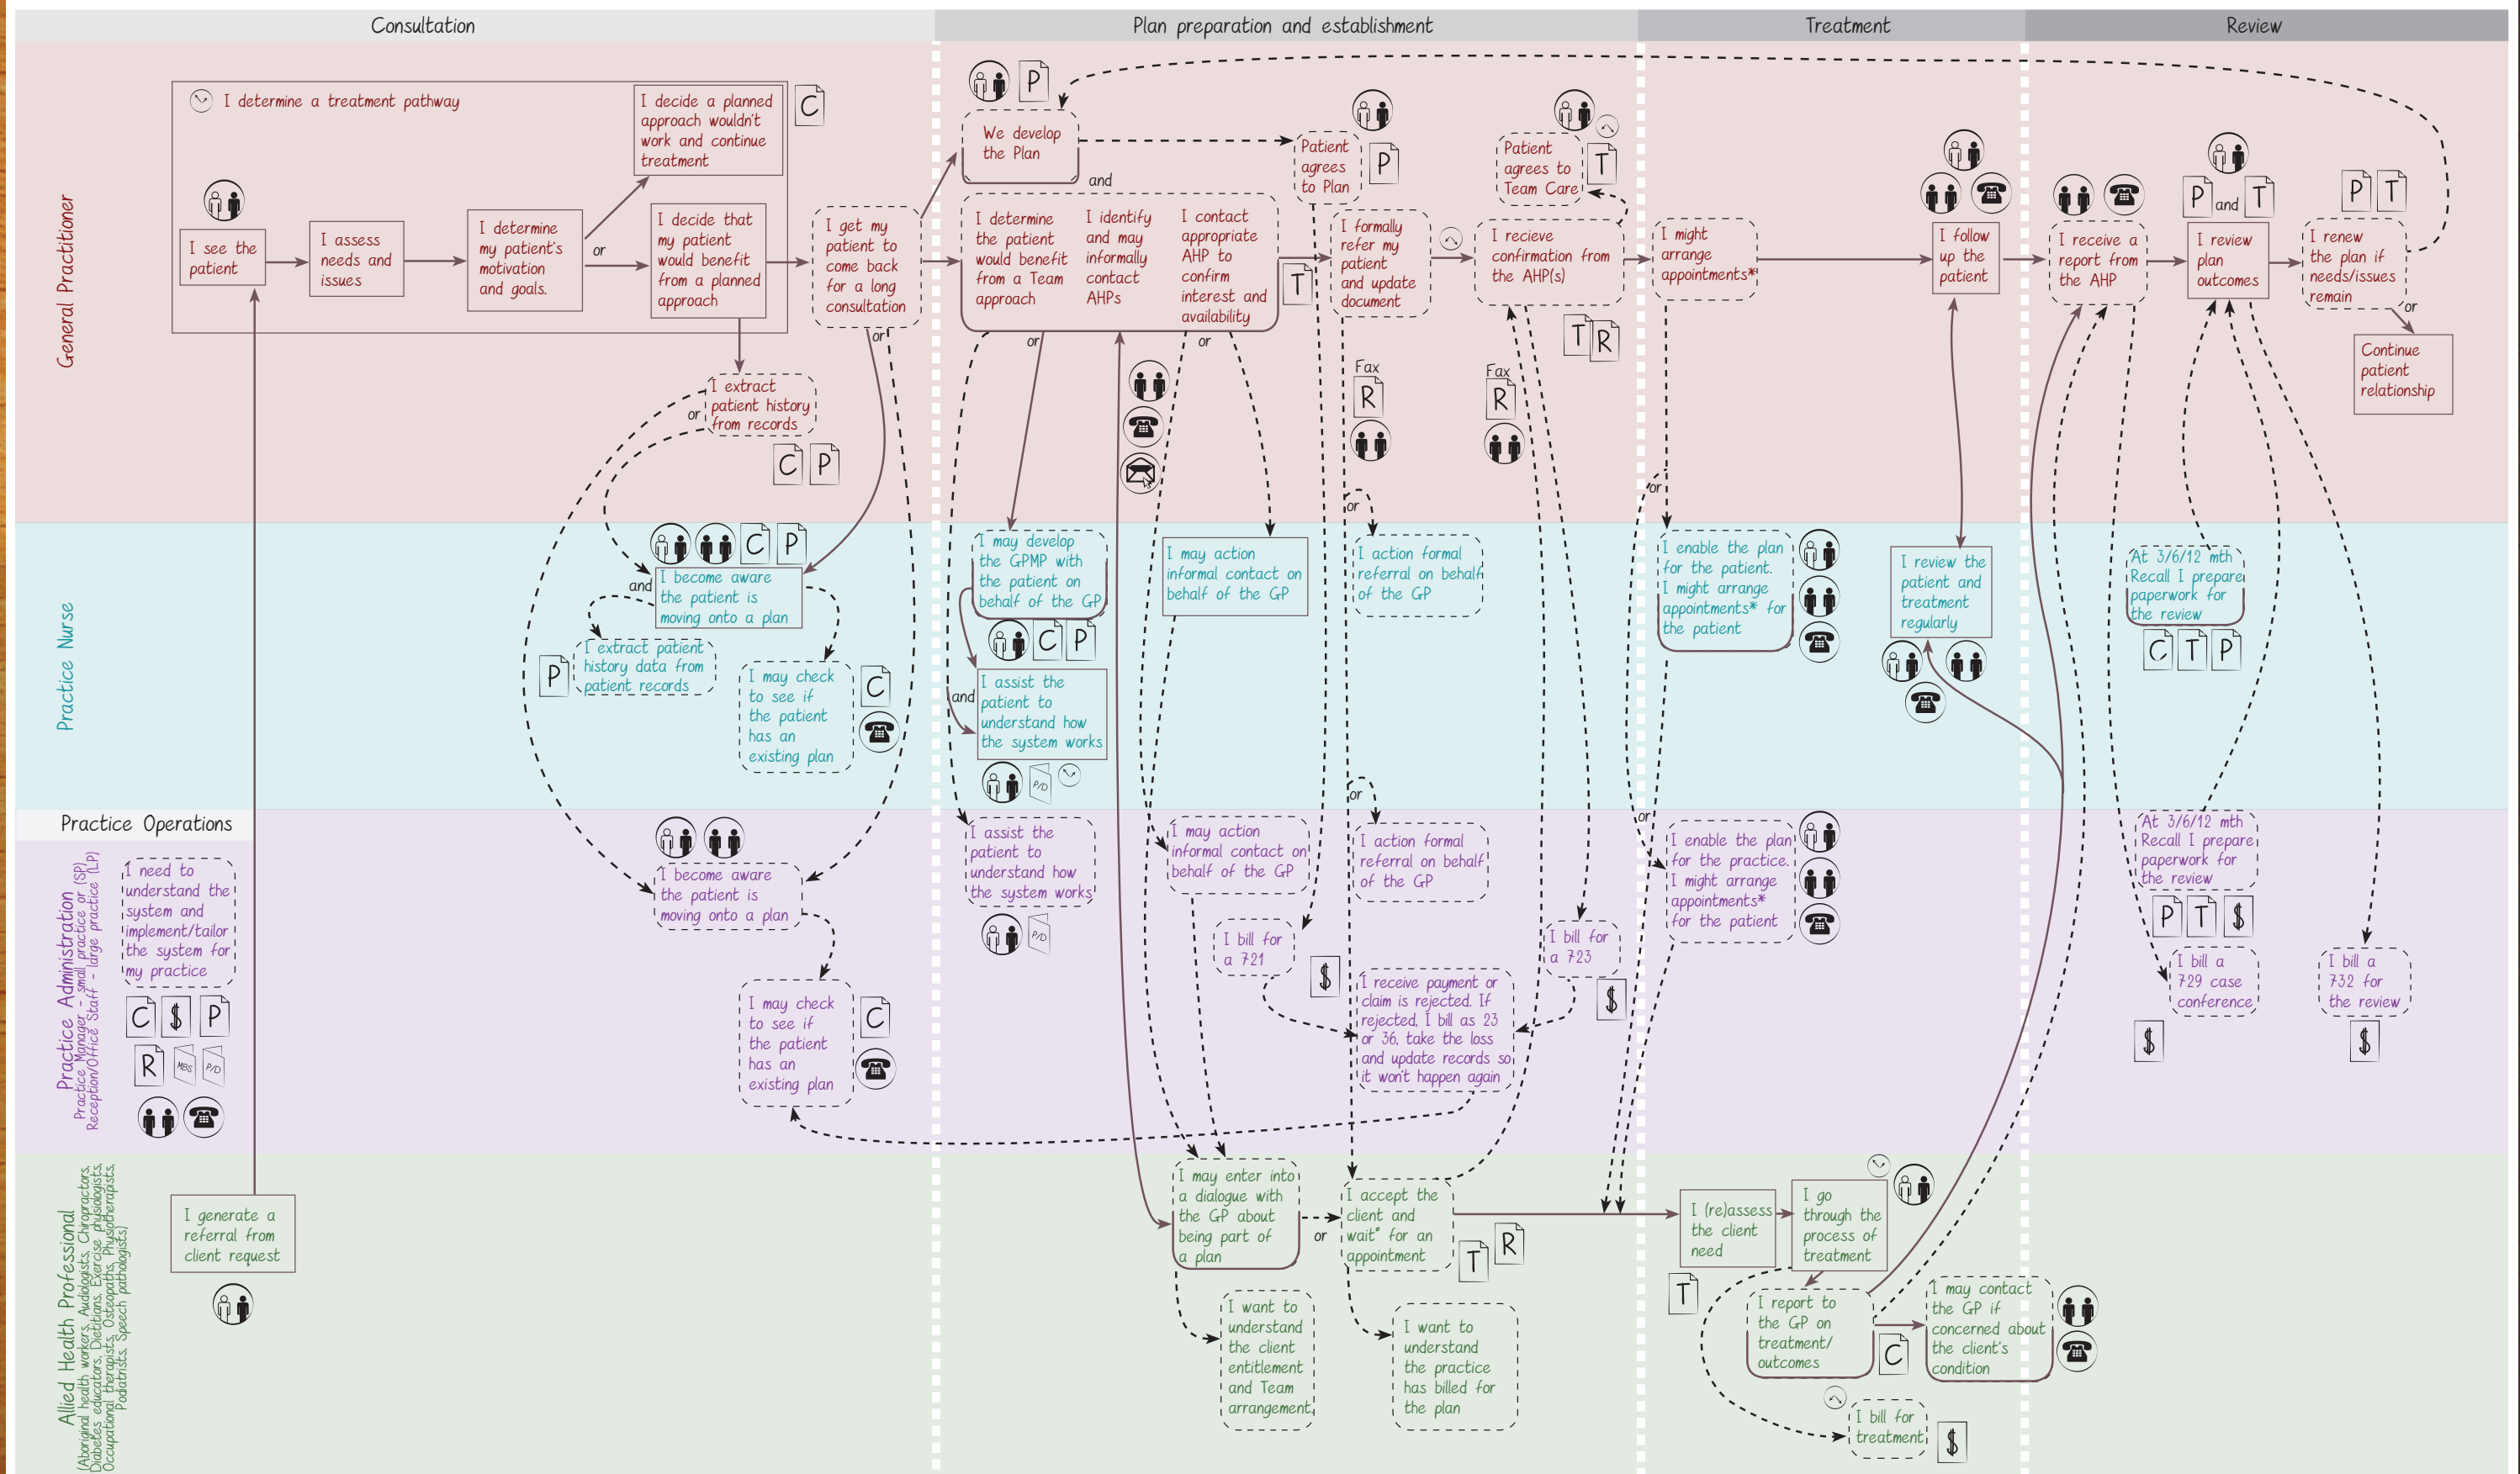 Consultation
Plan preparation and establishment
Treatment
Review
General Practitioner
I determine a treatment pathway
I see the
patient
I assess
needs and
issues
I determine
my patient's
motivation
and goals.
or
I decide a planned
approach wouldn't
work and continue
treatment
C
I decide that
my patient
would benefit
from a planned
approach
I get my
patient to
come back
for a long
consultation
or
I extract
patient history
from records
or
C
P
P
We develop
the Plan
and
I determine
the patient
would benefit
from a Team
approach
I identify
and may
informally
contact
AHPs
I contact
appropriate
AHP to
confirm
interest and
availability
or
or
T
Patient
agrees
to Plan
P
I formally
refer my
patient
and update
document
Patient
agrees to
Team Care
T
I recieve
confirmation from
the AHP(s)
T
R
Fax
R
Fax
R
or
I might
arrange
appointments*
or
I follow
up the
patient
I receive a
report from
the AHP
P
and
T
I review
plan
outcomes
P
T
I renew
the plan if
needs/issues
remain
or
Continue
patient
relationship
Practice Nurse
C
P
and
I become aware
the patient is
moving onto a plan
P
I extract patient
history data from
patient records
I may check
to see if
the patient
has an
existing plan
C
I may develop
the GPMP with
the patient on
behalf of the GP
C
P
and
I assist the
patient to
understand how
the system works
P/D
I may action
informal contact on
behalf of the GP
I action formal
referral on behalf
of the GP
or
I enable the plan
for the patient.
I might arrange
appointments* for
the patient
I review the
patient and
treatment
regularly
At 3/6/12 mth
Recall I prepare
paperwork for
the review
C
T
P
Practice Operations
Practice Administration
Practice Manager - small practice or (SP)
Reception/Office Staff - large practice (LP)
I need to
understand the
system and
implement/tailor
the system for
my practice
C
$
P
R
MBS
P/D
I become aware
the patient is
moving onto a plan
I may check
to see if
the patient
has an
existing plan
C
I assist the
patient to
understand how
the system works
P/D
I may action
informal contact on
behalf of the GP
I action formal
referral on behalf
of the GP
I bill for
a 721
$
I receive payment or
claim is rejected. If
rejected, I bill as 23
or 36, take the loss
and update records so
it won't happen again
I bill for
a 723
$
or
I enable the plan
for the practice.
I might arrange
appointments*
for the patient
At 3/6/12 mth
Recall I prepare
paperwork for
the review
P
T
$
I bill a
729 case
conference
$
I bill a
732 for
the review
$
Allied Health Professional
(Aboriginal health workers, Audiologists, Chiropractors,
Diabetes educators, Dietitians, Exercise physiologists,
Occupational therapists, Osteopaths, Physiotherapists,
Podiatrists, Speech pathologists)
I generate a
referral from
client request
I may enter into
a dialogue with
the GP about
being part of
a plan
or
I accept the
client and
wait* for an
appointment
T
R
I want to
understand
the client
entitlement
and Team
arrangement.
I want to
understand
the practice
has billed for
the plan
I (re)assess
the client
need
T
I go
through the
process of
treatment
I report to
the GP on
treatment/
outcomes
C
I may contact
the GP if
concerned about
the client's
condition
I bill for
treatment
$